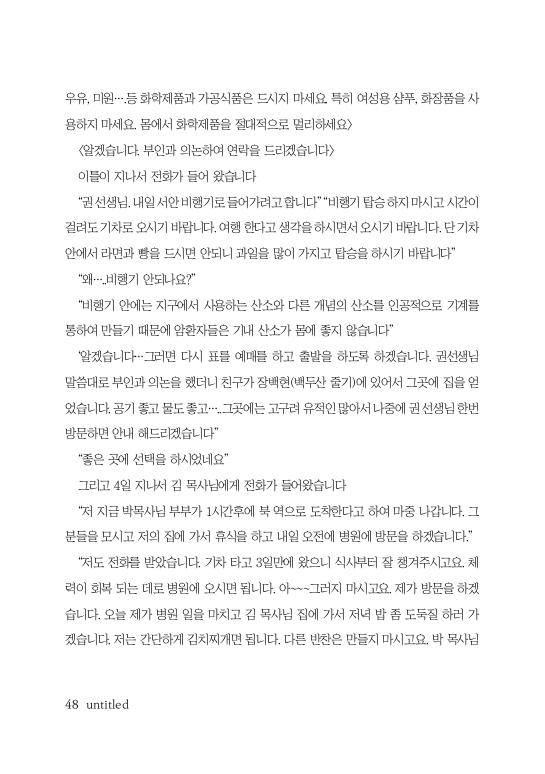 우유, 미원….등 화학제품과 가공식품은 드시지 마세요. 특히 여성용 샴푸, 화장품을 사
용하지 마세요. 몸에서 화학제품을 절대적으로 멀리하세요〉
〈알겠습니다. 부인과 의논하여 연락을 드리겠습니다〉
이틀이 지나서 전화가 들어 왔습니다
“권 선생님. 내일 서안 비행기로 들어가려고 합니다” “비행기 탑승 하지 마시고 시간이
걸려도 기차로 오시기 바랍니다. 여행 한다고 생각을 하시면서 오시기 바랍니다. 단 기차
안에서 라면과 빵을 드시면 안되니 과일을 많이 가지고 탑승을 하시기 바랍니다”
“왜…..비행기 안되나요?”
“비행기 안에는 지구에서 사용하는 산소와 다른 개념의 산소를 인공적으로 기계를
통하여 만들기 때문에 암환자들은 기내 산소가 몸에 좋지 않습니다”
‘알겠습니다…그러면 다시 표를 예매를 하고 출발을 하도록 하겠습니다. 권선생님
말씀대로 부인과 의논을 했더니 친구가 장백현(백두산 줄기)에 있어서 그곳에 집을 얻
었습니다. 공기 좋고 물도 좋고…..그곳에는 고구려 유적인 많아서 나중에 권 선생님 한번
방문하면 안내 해드리겠습니다”
“좋은 곳에 선택을 하시었네요”
그리고 4일 지나서 김 목사님에게 전화가 들어왔습니다
“저 지금 박목사님 부부가 1시간후에 북 역으로 도착한다고 하여 마중 나갑니다. 그
분들을 모시고 저의 집에 가서 휴식을 하고 내일 오전에 병원에 방문을 하겠습니다.”
“저도 전화를 받았습니다. 기차 타고 3일만에 왔으니 식사부터 잘 챙겨주시고요. 체
력이 회복 되는 데로 병원에 오시면 됩니다. 아~~~그러지 마시고요. 제가 방문을 하겠
습니다. 오늘 제가 병원 일을 마치고 김 목사님 집에 가서 저녁 밥 좀 도둑질 하러 가
겠습니다. 저는 간단하게 김치찌개면 됩니다. 다른 반찬은 만들지 마시고요. 박 목사님
48 untitled